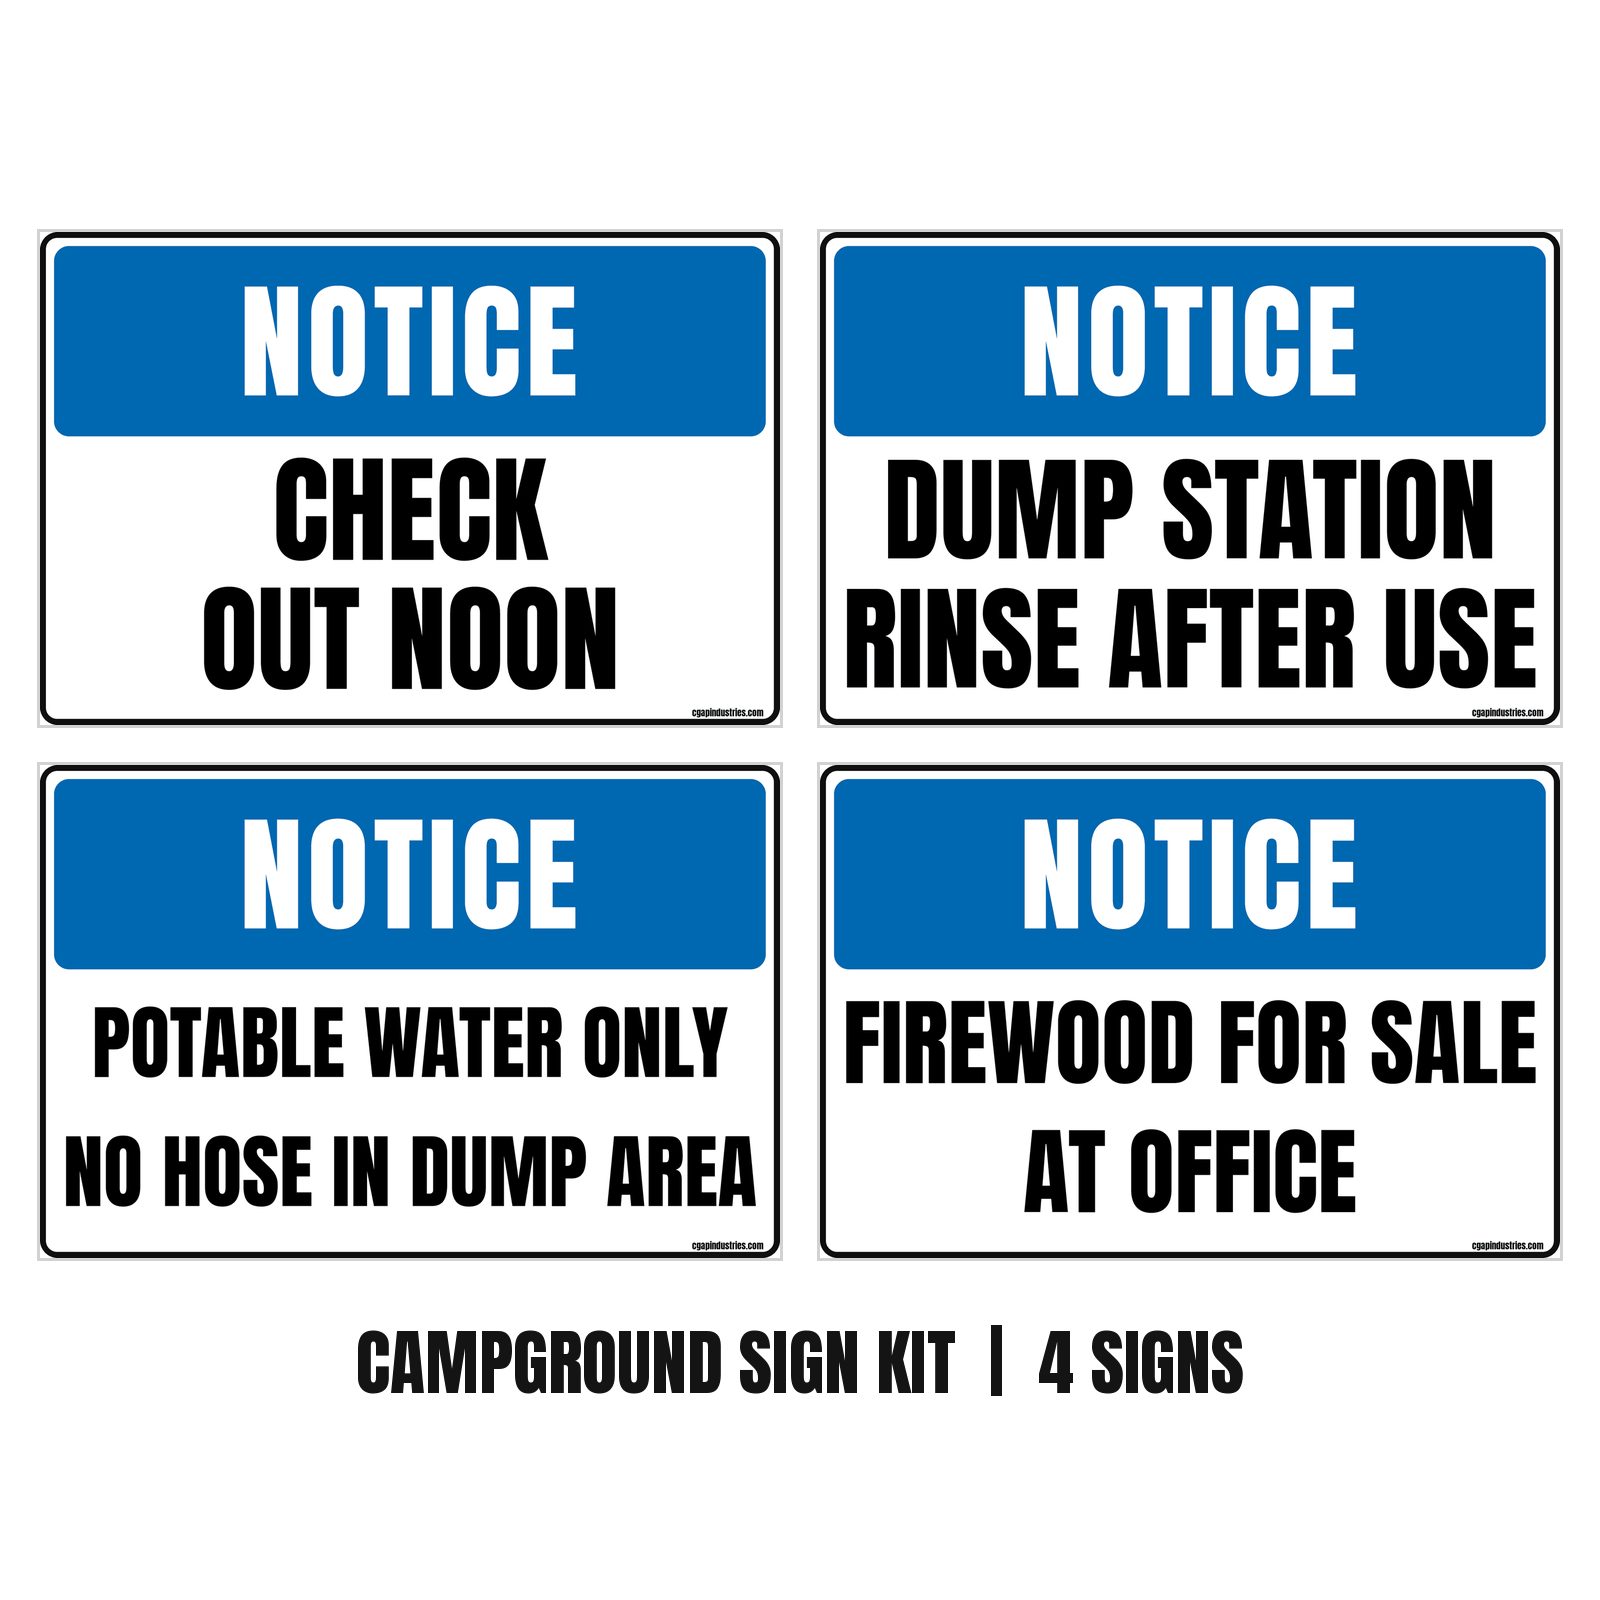 NOTICE
CHECK
OUT NOON
cgapindustries.com
NOTICE
DUMP STATION
RINSE AFTER USE
cgapindustries.com
NOTICE
POTABLE WATER ONLY
NO HOSE IN DUMP AREA
cgapindustries.com
NOTICE
FIREWOOD FOR SALE
AT OFFICE
cgapindustries.com
CAMPGROUND SIGN KIT | 4 SIGNS